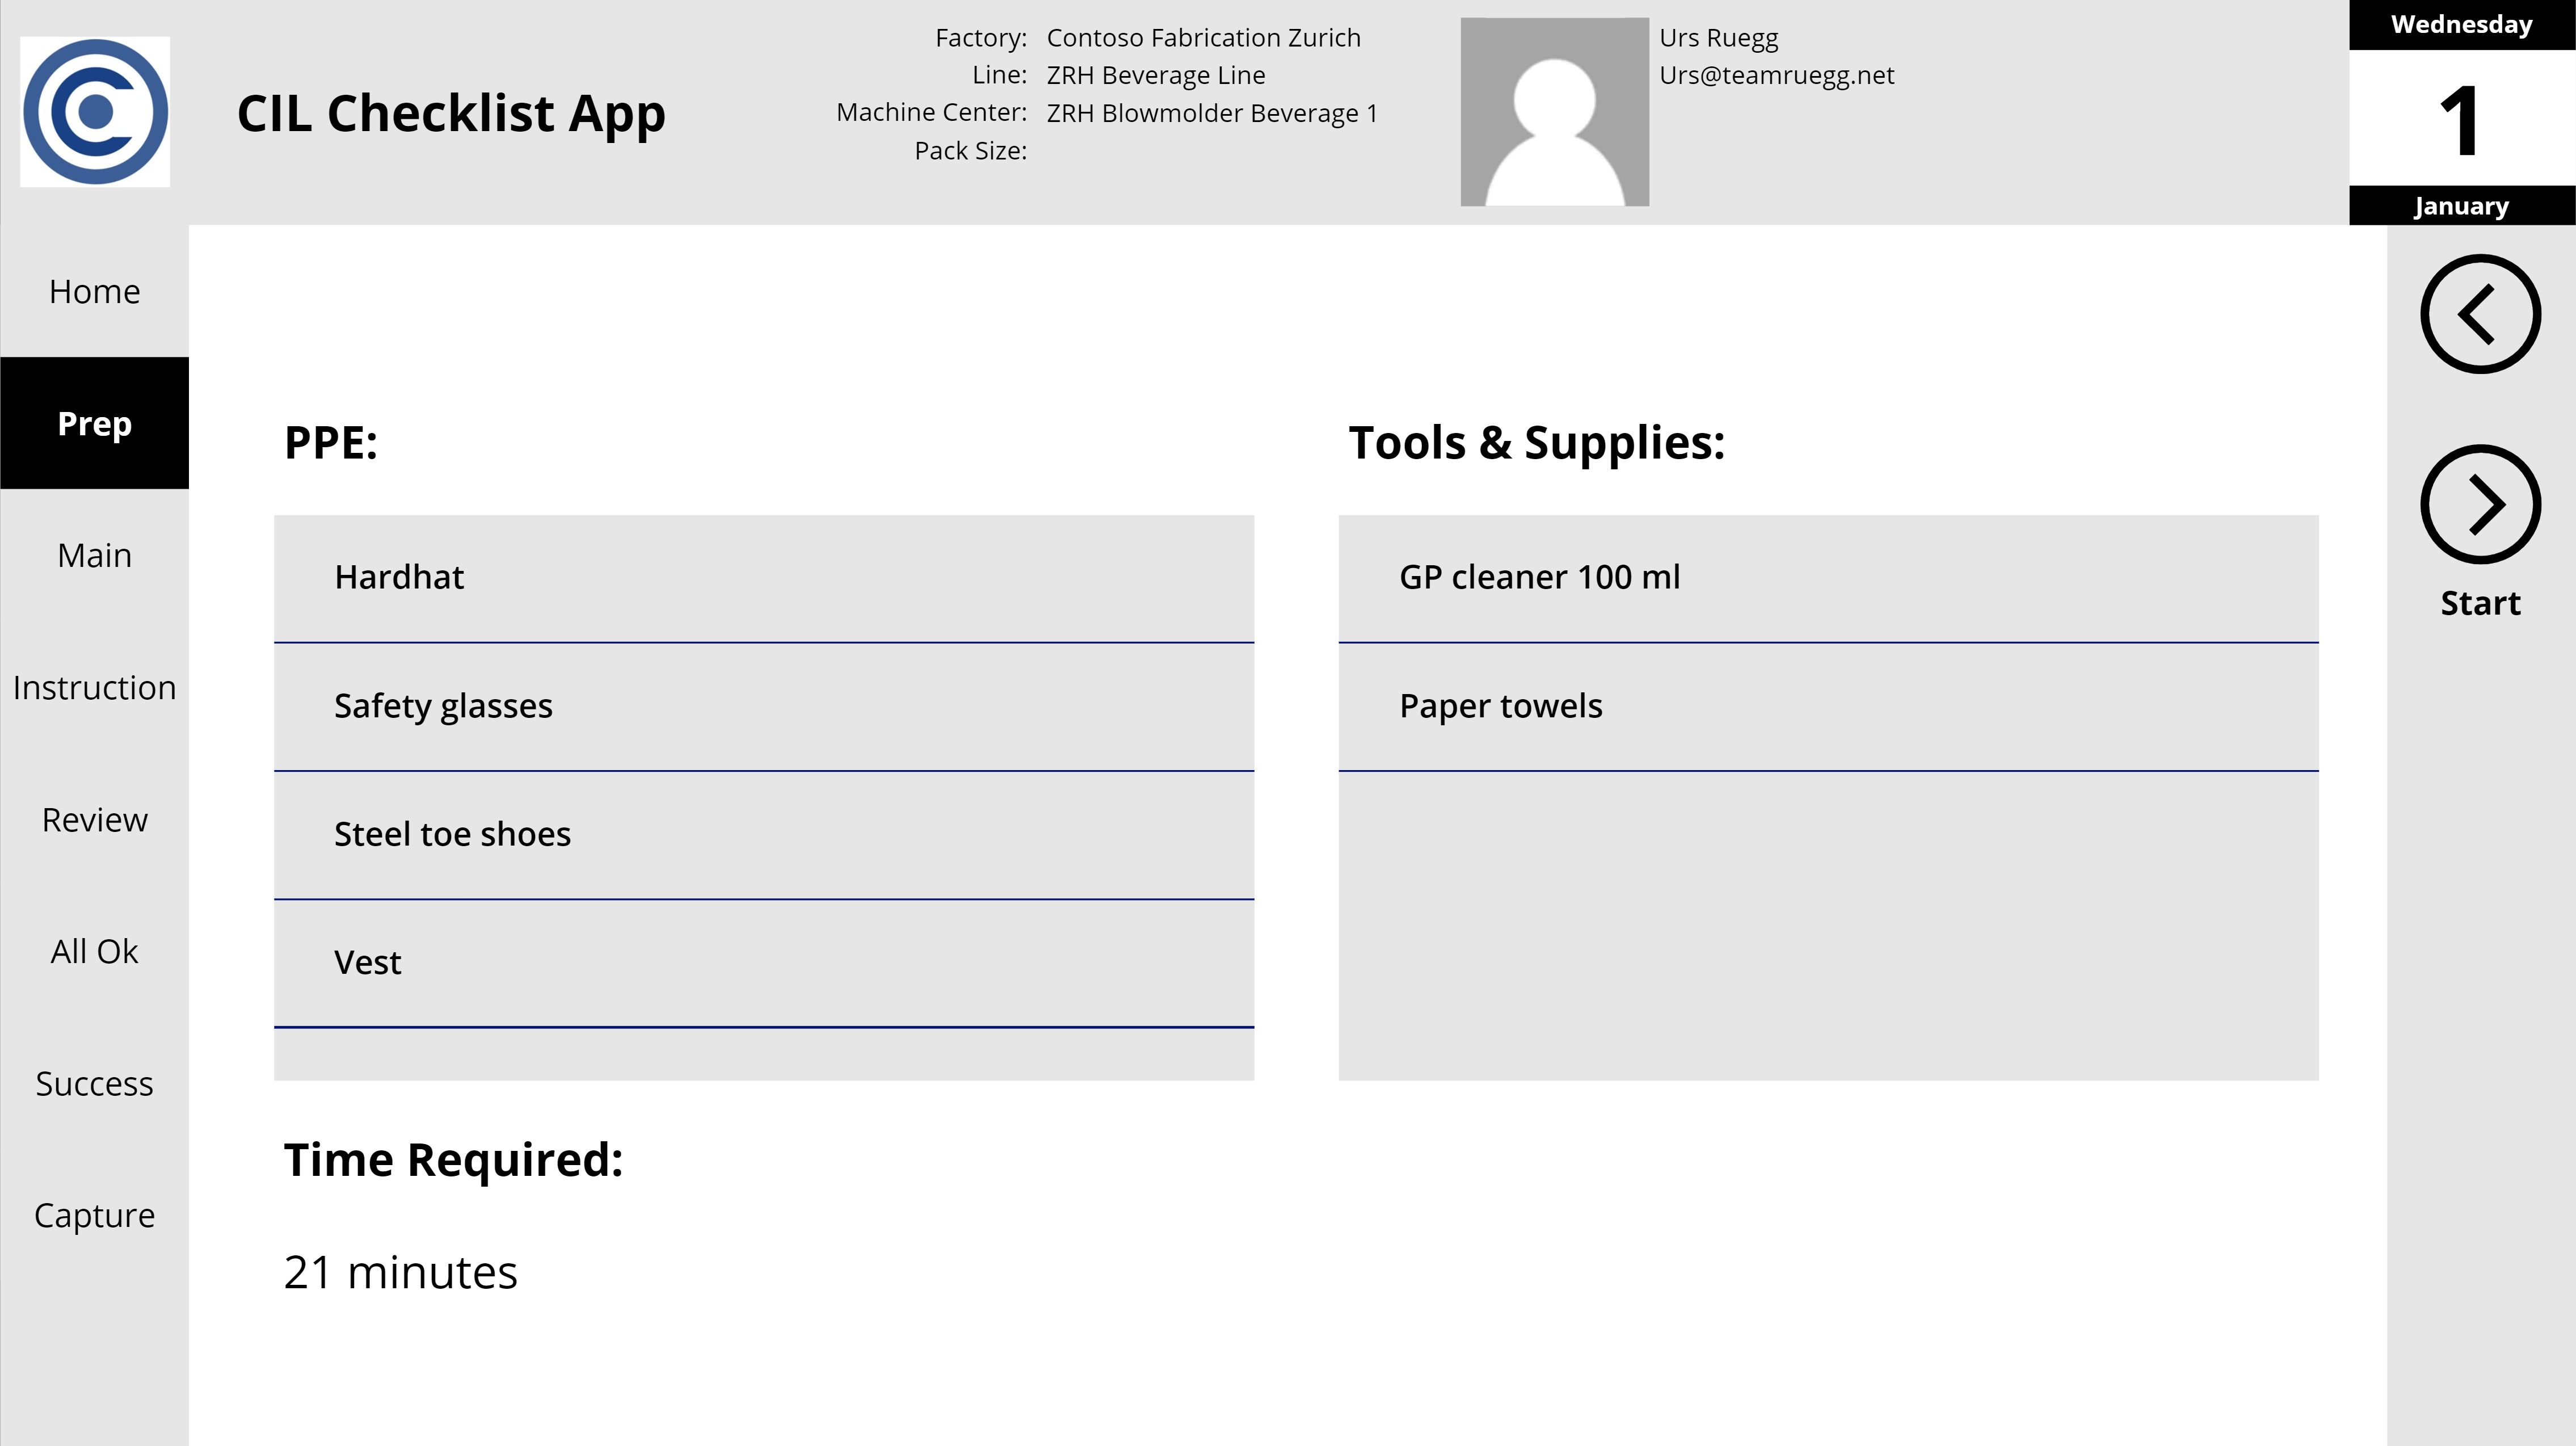 CIL Checklist App
Factory: Contoso Fabrication Zurich
Line: ZRH Beverage Line
Machine Center: ZRH Blowmolder Beverage 1
Pack Size:
Urs Ruegg
Urs@teamruegg.net
Wednesday
1
January
Home
Prep
Main
Instruction
Review
All Ok
Success
Capture
PPE:
Hardhat
Safety glasses
Steel toe shoes
Vest
Tools & Supplies:
GP cleaner 100 ml
Paper towels
Time Required:
21 minutes
Start